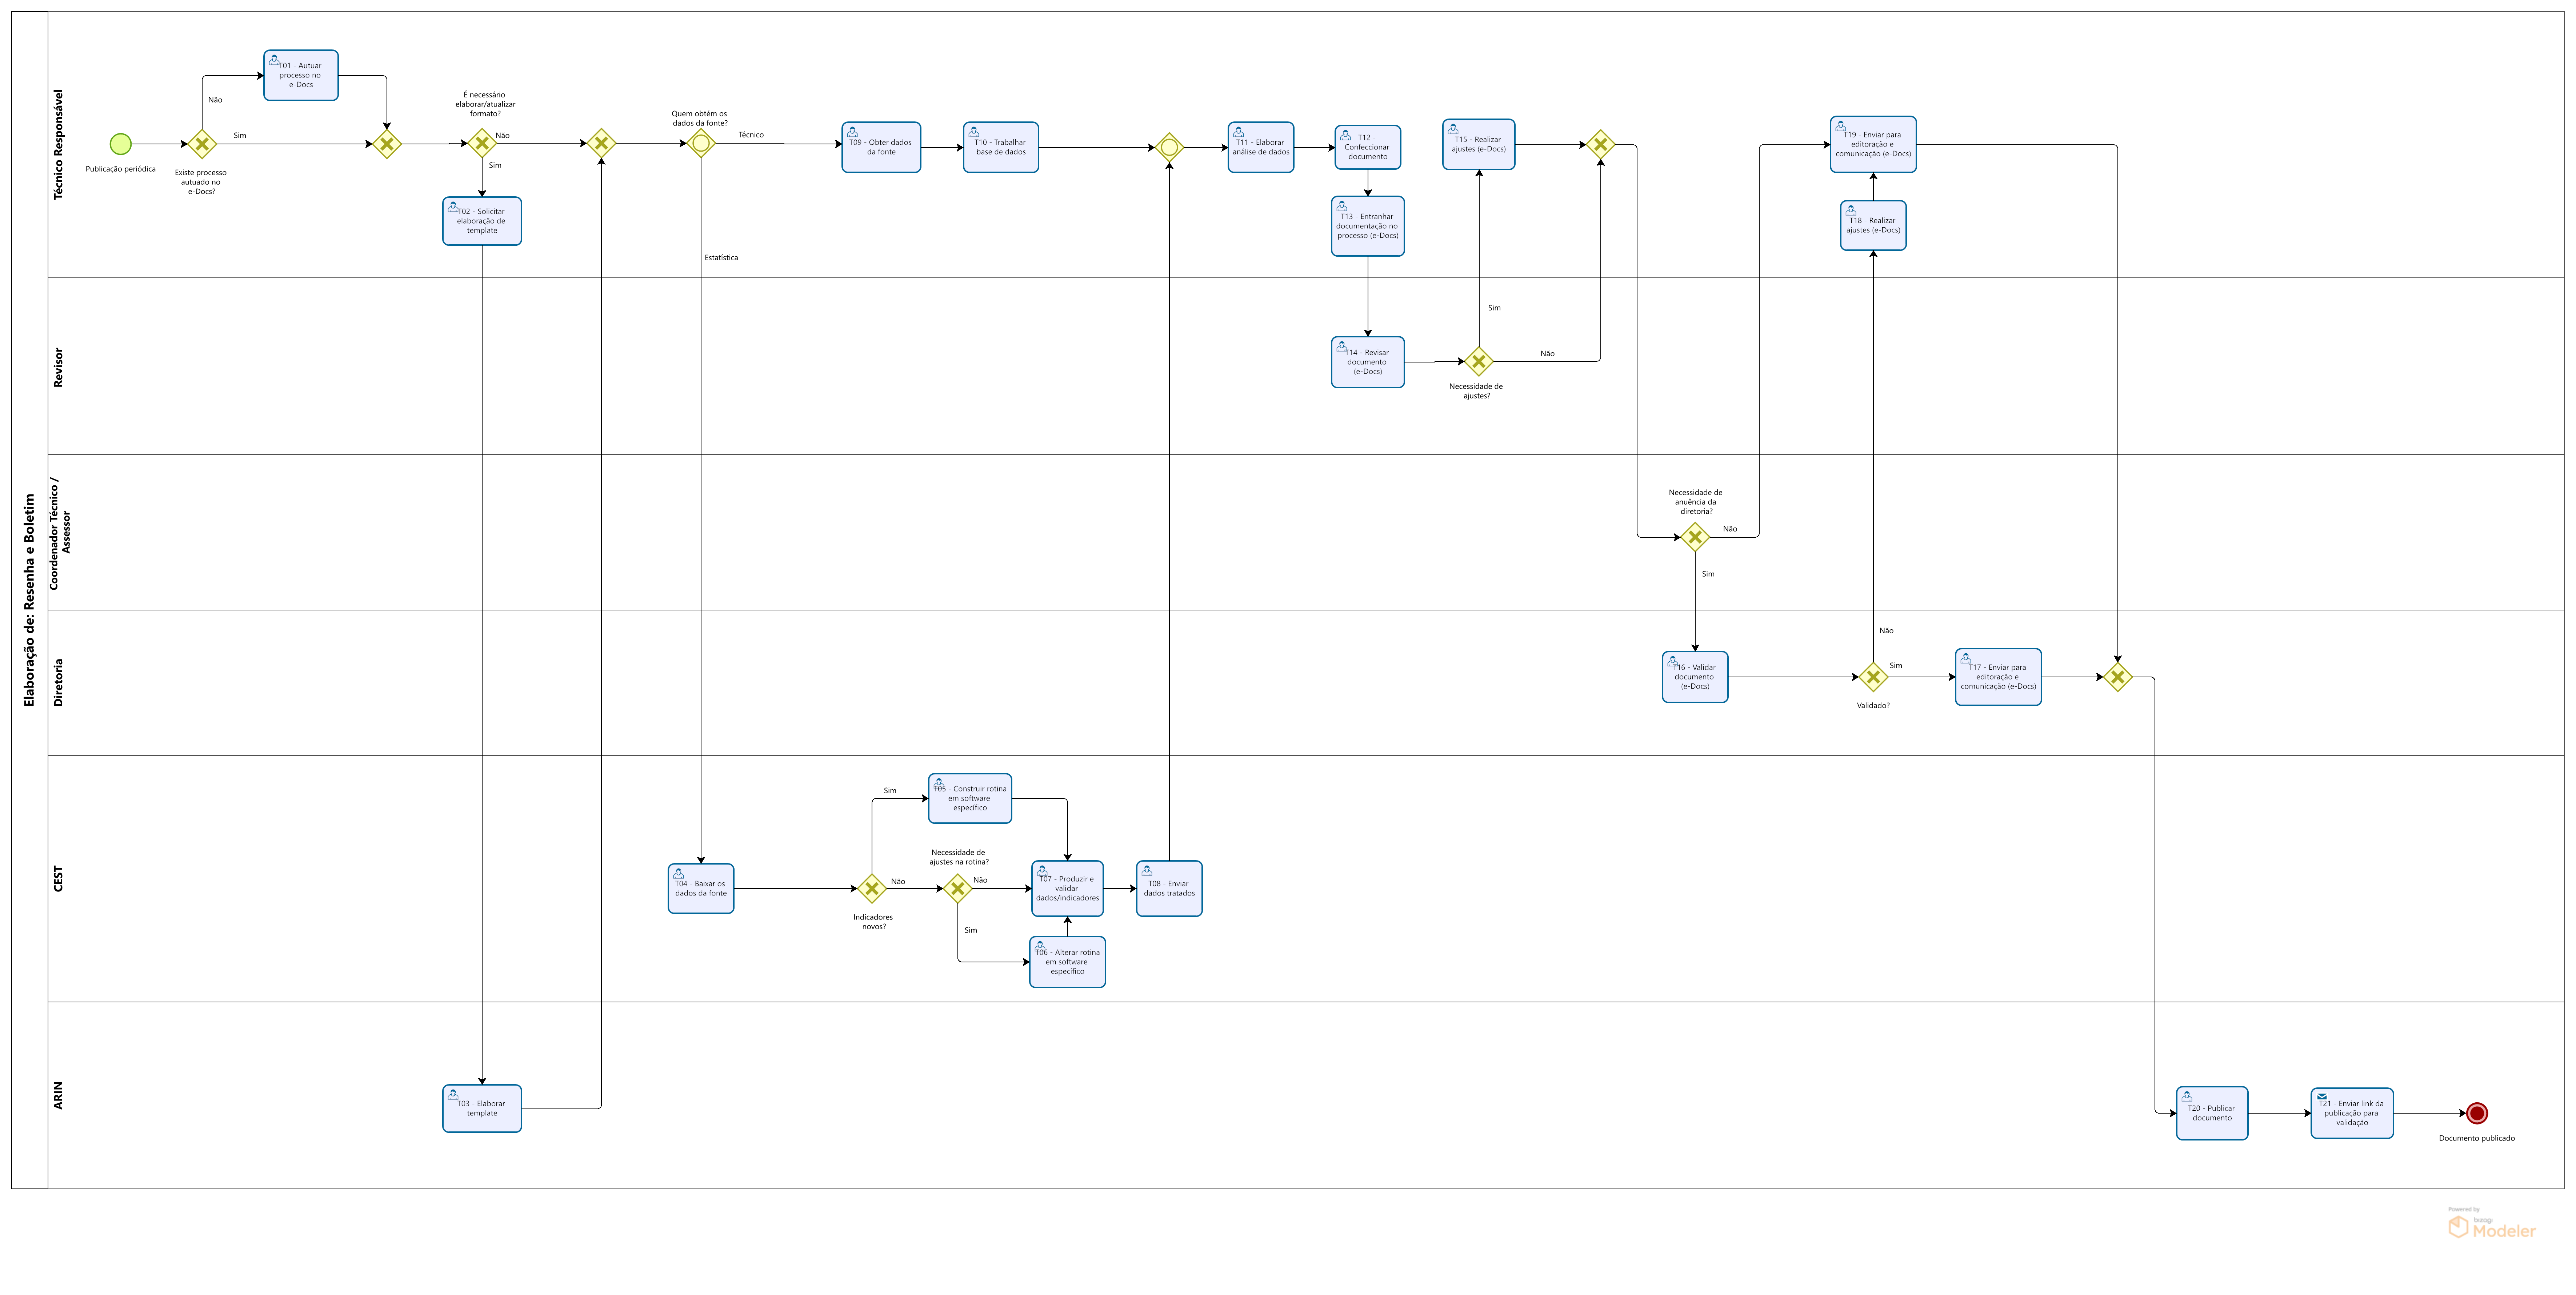 Elaboração de: Resenha e Boletim
Técnico Responsável
Publicação periódica
Existe processo
autuado no
e-Docs?
Não
Sim
T01 - Autuar
processo no
e-Docs
É necessário
elaborar/atualizar
formato?
Não
Sim
T02 - Solicitar
elaboração de
template
Quem obtém os
dados da fonte?
Técnico
Estatística
T09 - Obter dados
da fonte
T10 - Trabalhar
base de dados
T11 - Elaborar
análise de dados
T12 -
Confeccionar
documento
T13 - Entranhar
documentação no
processo (e-Docs)
T15 - Realizar
ajustes (e-Docs)
T19 - Enviar para
editoração e
comunicação (e-Docs)
T18 - Realizar
ajustes (e-Docs)
Revisor
T14 - Revisar
documento
(e-Docs)
Sim
Não
Necessidade de
ajustes?
Coordenador Técnico /
Assessor
Necessidade de
anuência da
diretoria?
Não
Sim
Diretoria
T16 - Validar
documento
(e-Docs)
Não
Sim
Validado?
T17 - Enviar para
editoração e
comunicação (e-Docs)
CEST
T04 - Baixar os
dados da fonte
Sim
Não
Indicadores
novos?
T05 - Construir rotina
em software
específico
Necessidade de
ajustes na rotina?
Não
Sim
T07 - Produzir e
validar
dados/indicadores
T06 - Alterar rotina
em software
específico
T08 - Enviar
dados tratados
ARIN
T03 - Elaborar
template
T20 - Publicar
documento
T21 - Enviar link da
publicação para
validação
Documento publicado
Powered by
bizagi
Modeler